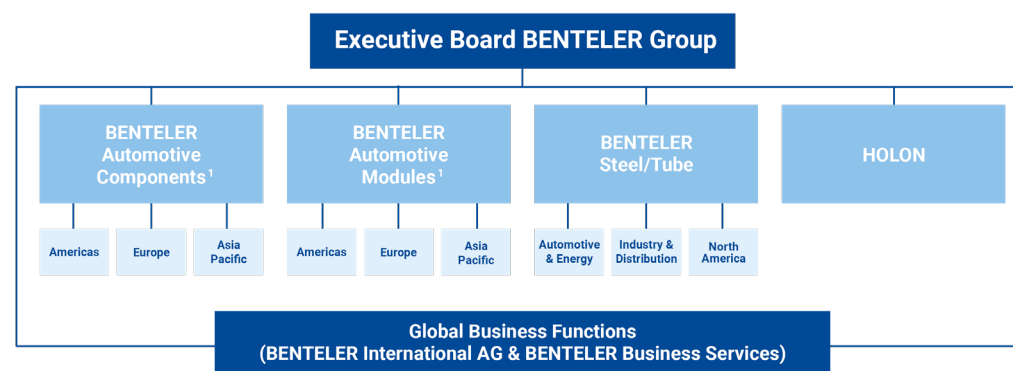 Executive Board BENTELER Group
BENTELER
Automotive
Components¹
BENTELER
Automotive
Modules¹
BENTELER
Steel/Tube
HOLON
Americas
Europe
Asia
Pacific
Americas
Europe
Asia
Pacific
Automotive
& Energy
Industry &
Distribution
North
America
Global Business Functions
(BENTELER International AG & BENTELER Business Services)